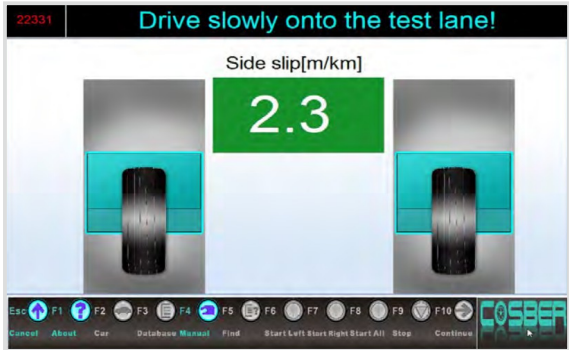 22331
Drive slowly onto the test lane!
Side slip[m/km]
2.3
Esc F1 F2 F3 F4 F5 F6 F7 F8 F9 F10
Cancel About Car Database Manual Find Start Left Start Right Start All Stop Continue
COSBER